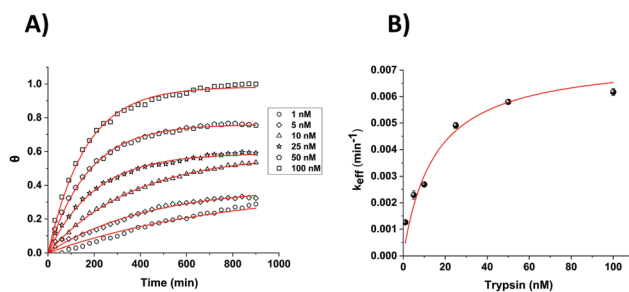 A)
B)
1.0
0.8
0.6
0.4
0.2
0.0
θ
0
200
400
600
800
1000
Time (min)
1 nM
5 nM
10 nM
25 nM
50 nM
100 nM
0.007
0.006
0.005
0.004
0.003
0.002
0.001
0.000
keff (min⁻¹)
0
20
40
60
80
100
Trypsin (nM)